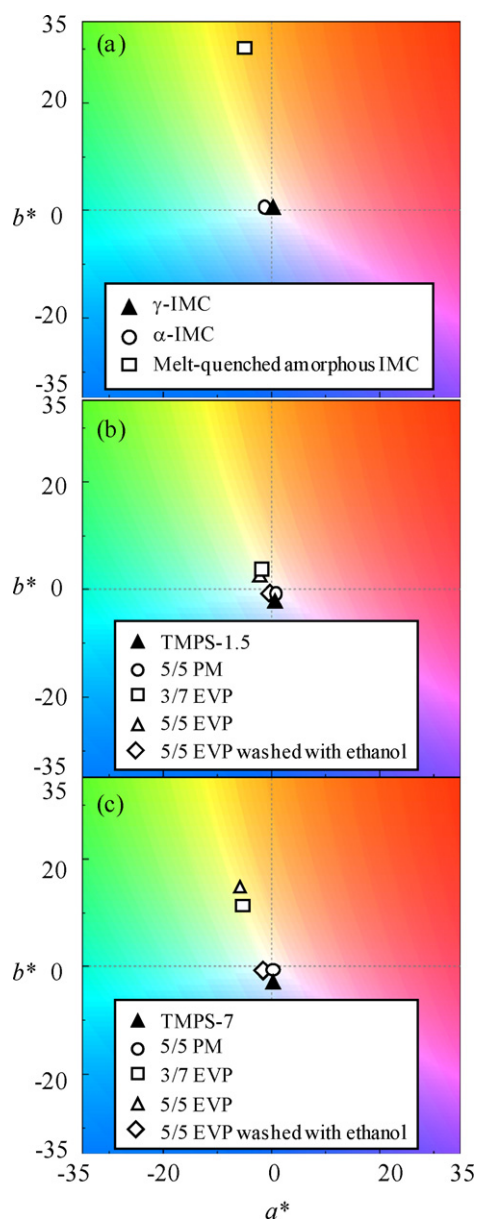 35
(a)
20
b* 0
-20
γ-IMC
α-IMC
Melt-quenched amorphous IMC
-35
35
(b)
20
b* 0
-20
TMPS-1.5
5/5 PM
3/7 EVP
5/5 EVP
5/5 EVP washed with ethanol
-35
35
(c)
20
b* 0
-20
TMPS-7
5/5 PM
3/7 EVP
5/5 EVP
5/5 EVP washed with ethanol
-35
-35 -20 0 20 35
a*